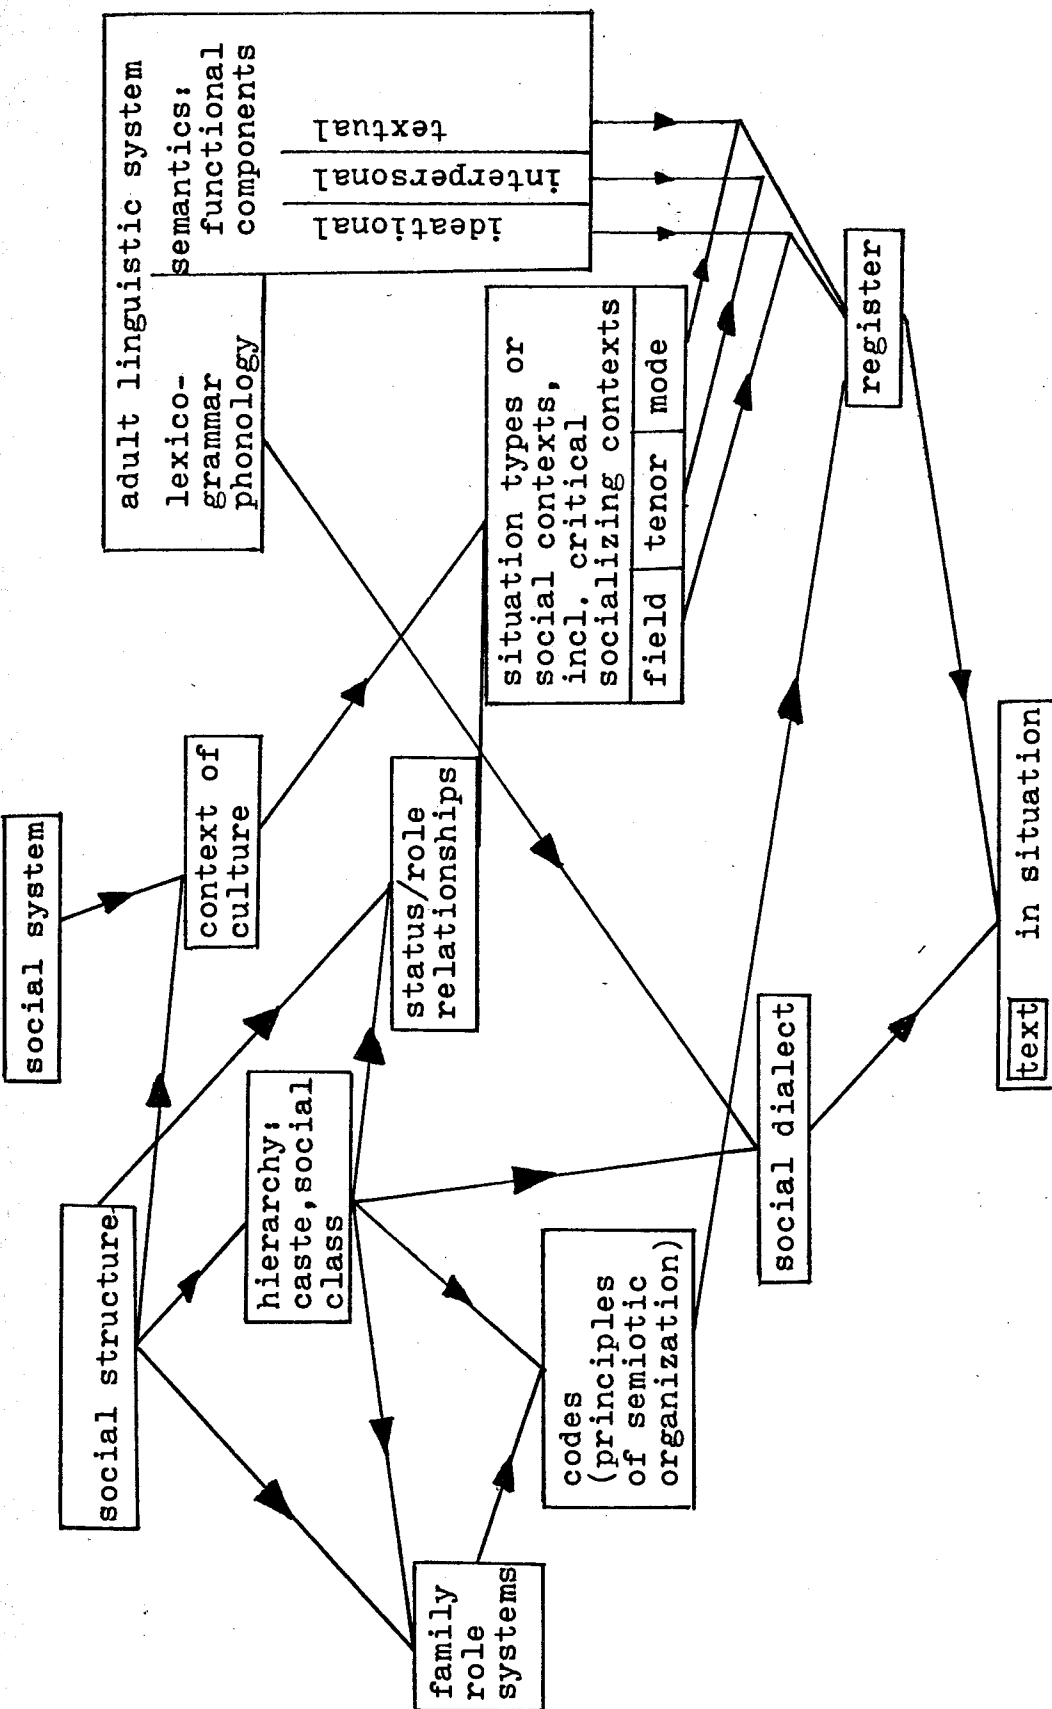 social system
social structure
context of
culture
adult linguistic system
lexico-
grammar
phonology
semantics:
functional
components
ideational
interpersonal
textual
hierarchy:
caste, social
class
status/role
relationships
situation types or
social contexts,
incl. critical
socializing contexts
field
tenor
mode
family
role
systems
codes
(principles
of semiotic
organization)
social dialect
register
text in situation